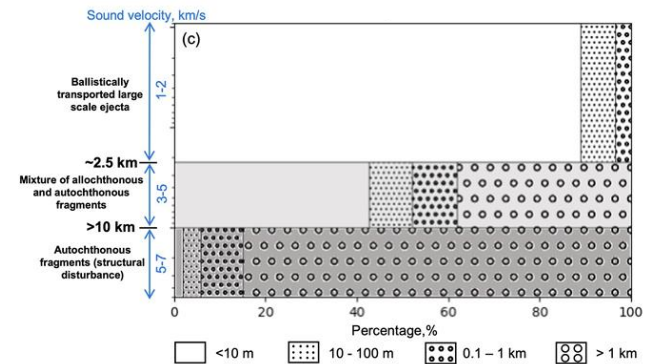 Sound velocity, km/s
(c)
Ballistically
transported large
scale ejecta
1-2
~2.5 km
Mixture of allochthonous
and autochthonous
fragments
3-5
>10 km
Autochthonous
fragments (structural
disturbance)
5-7
0 20 40 60 80 100
Percentage,%
<10 m 10 - 100 m 0.1 – 1 km > 1 km